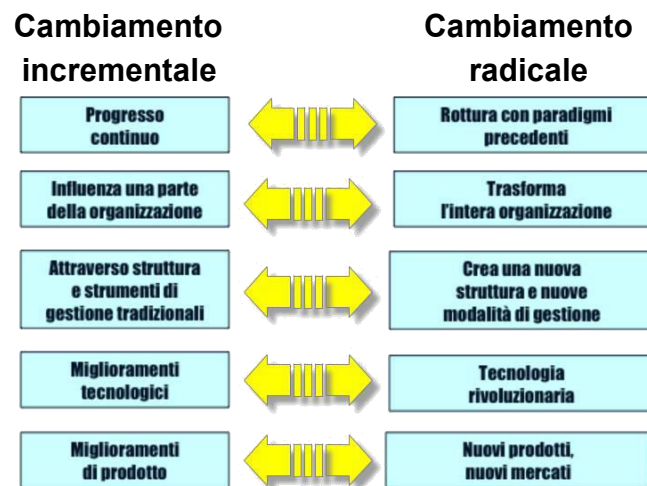 Cambiamento
incrementale
Cambiamento
radicale
Progresso
continuo
Rottura con paradigmi
precedenti
Influenza una parte
della organizzazione
Trasforma
l'intera organizzazione
Attraverso struttura
e strumenti di
gestione tradizionali
Crea una nuova
struttura e nuove
modalità di gestione
Miglioramenti
tecnologici
Tecnologia
rivoluzionaria
Miglioramenti
di prodotto
Nuovi prodotti,
nuovi mercati